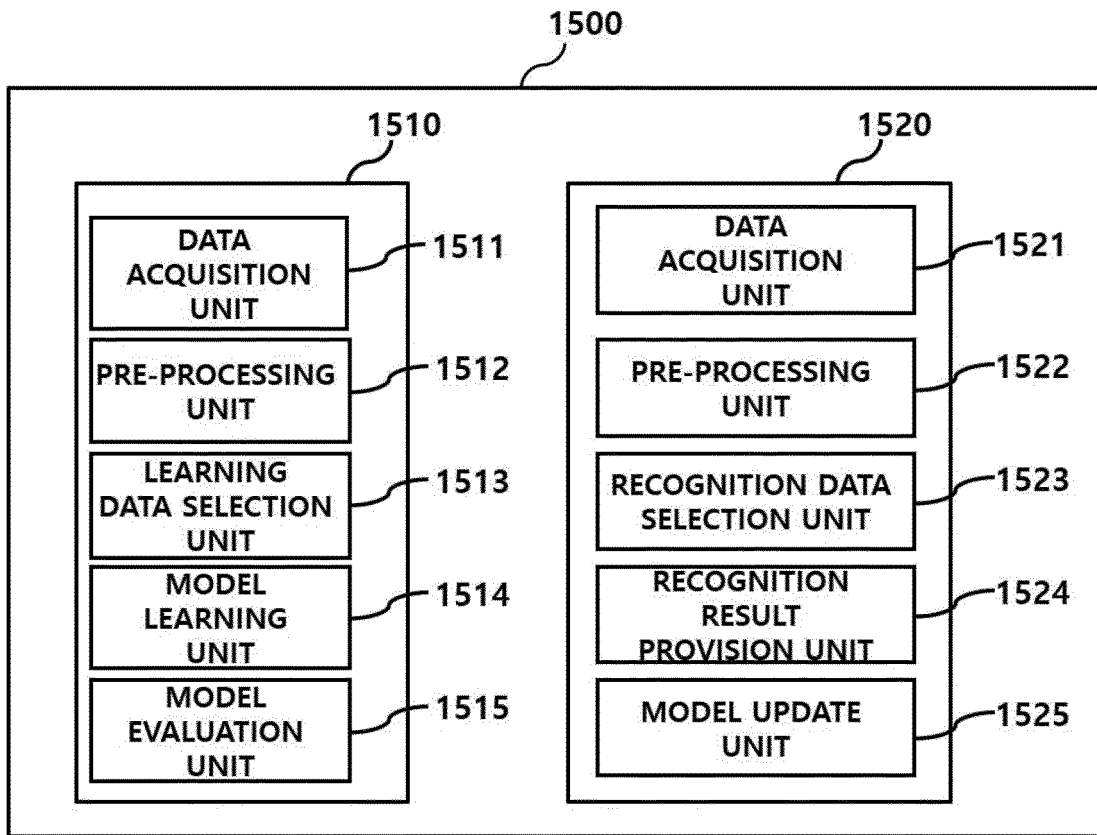 1500
1510
DATA
ACQUISITION
UNIT
1511
PRE-PROCESSING
UNIT
1512
LEARNING
DATA SELECTION
UNIT
1513
MODEL
LEARNING
UNIT
1514
MODEL
EVALUATION
UNIT
1515
1520
DATA
ACQUISITION
UNIT
1521
PRE-PROCESSING
UNIT
1522
RECOGNITION DATA
SELECTION UNIT
1523
RECOGNITION
RESULT
PROVISION UNIT
1524
MODEL UPDATE
UNIT
1525